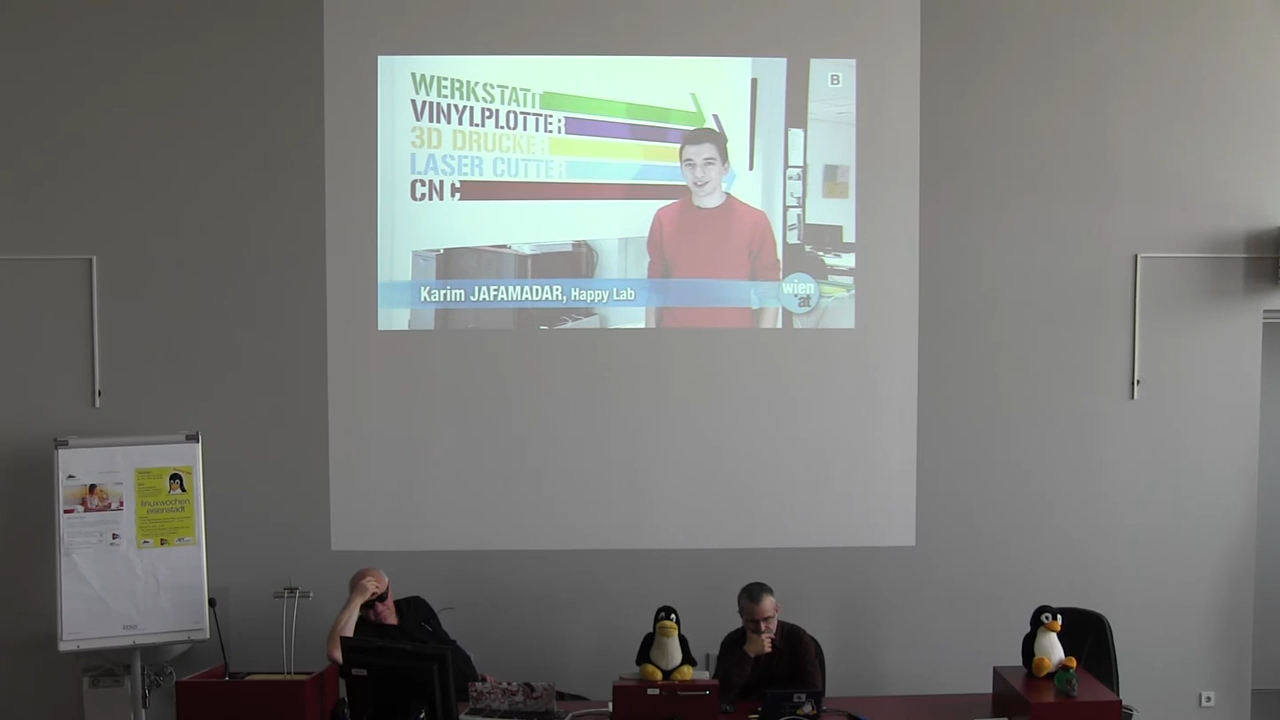 WERKSTATT
VINYLPLOTTER
3D DRUCKER
LASER CUTTER
CNC
B
Karim JAFAMADAR, Happy Lab
wien
.at
linuxwochen
eisenstadt